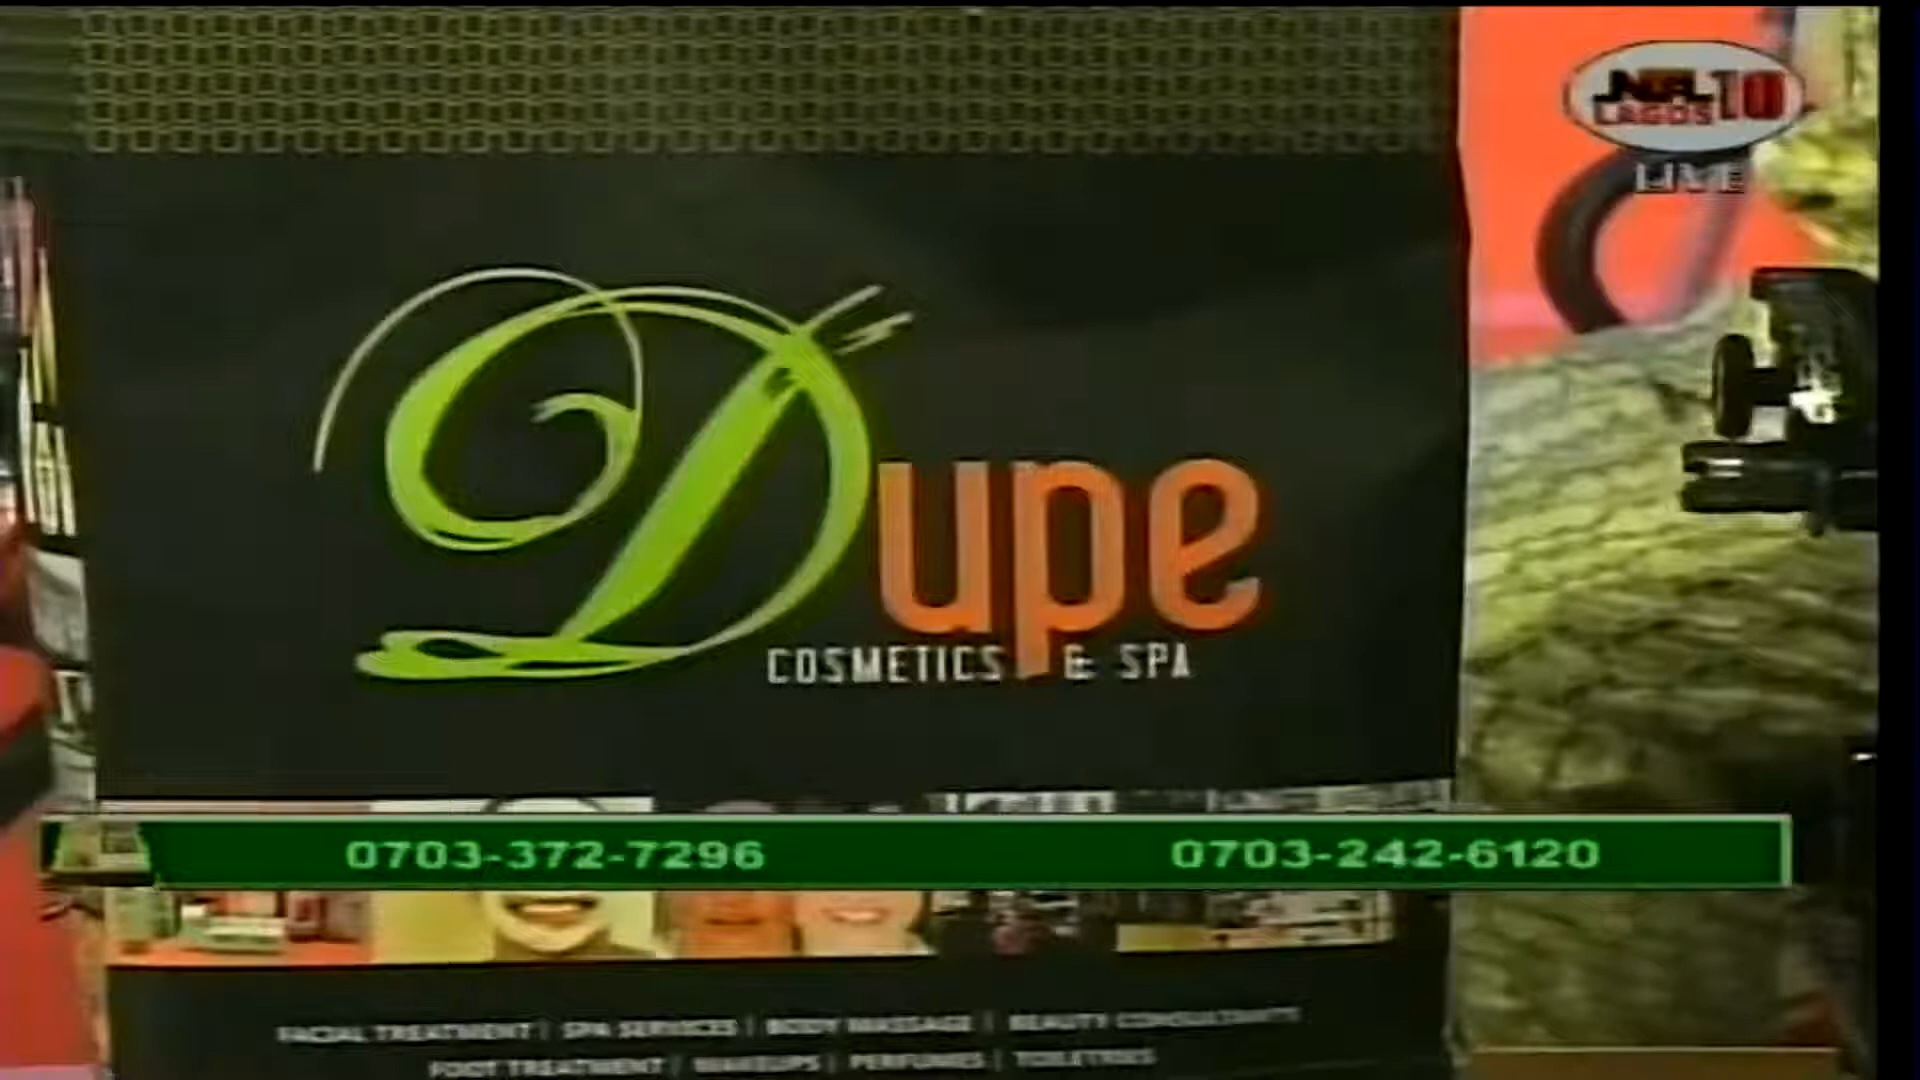 NTA 10
LAGOS
LIVE
Dupe
COSMETICS & SPA
0703-372-7296 0703-242-6120
FACIAL TREATMENT | SPA SERVICES | BODY MASSAGE | BEAUTY CONSULTANTS
FOOT TREATMENT | MAKEUPS | PERFUMES | TOILETRIES